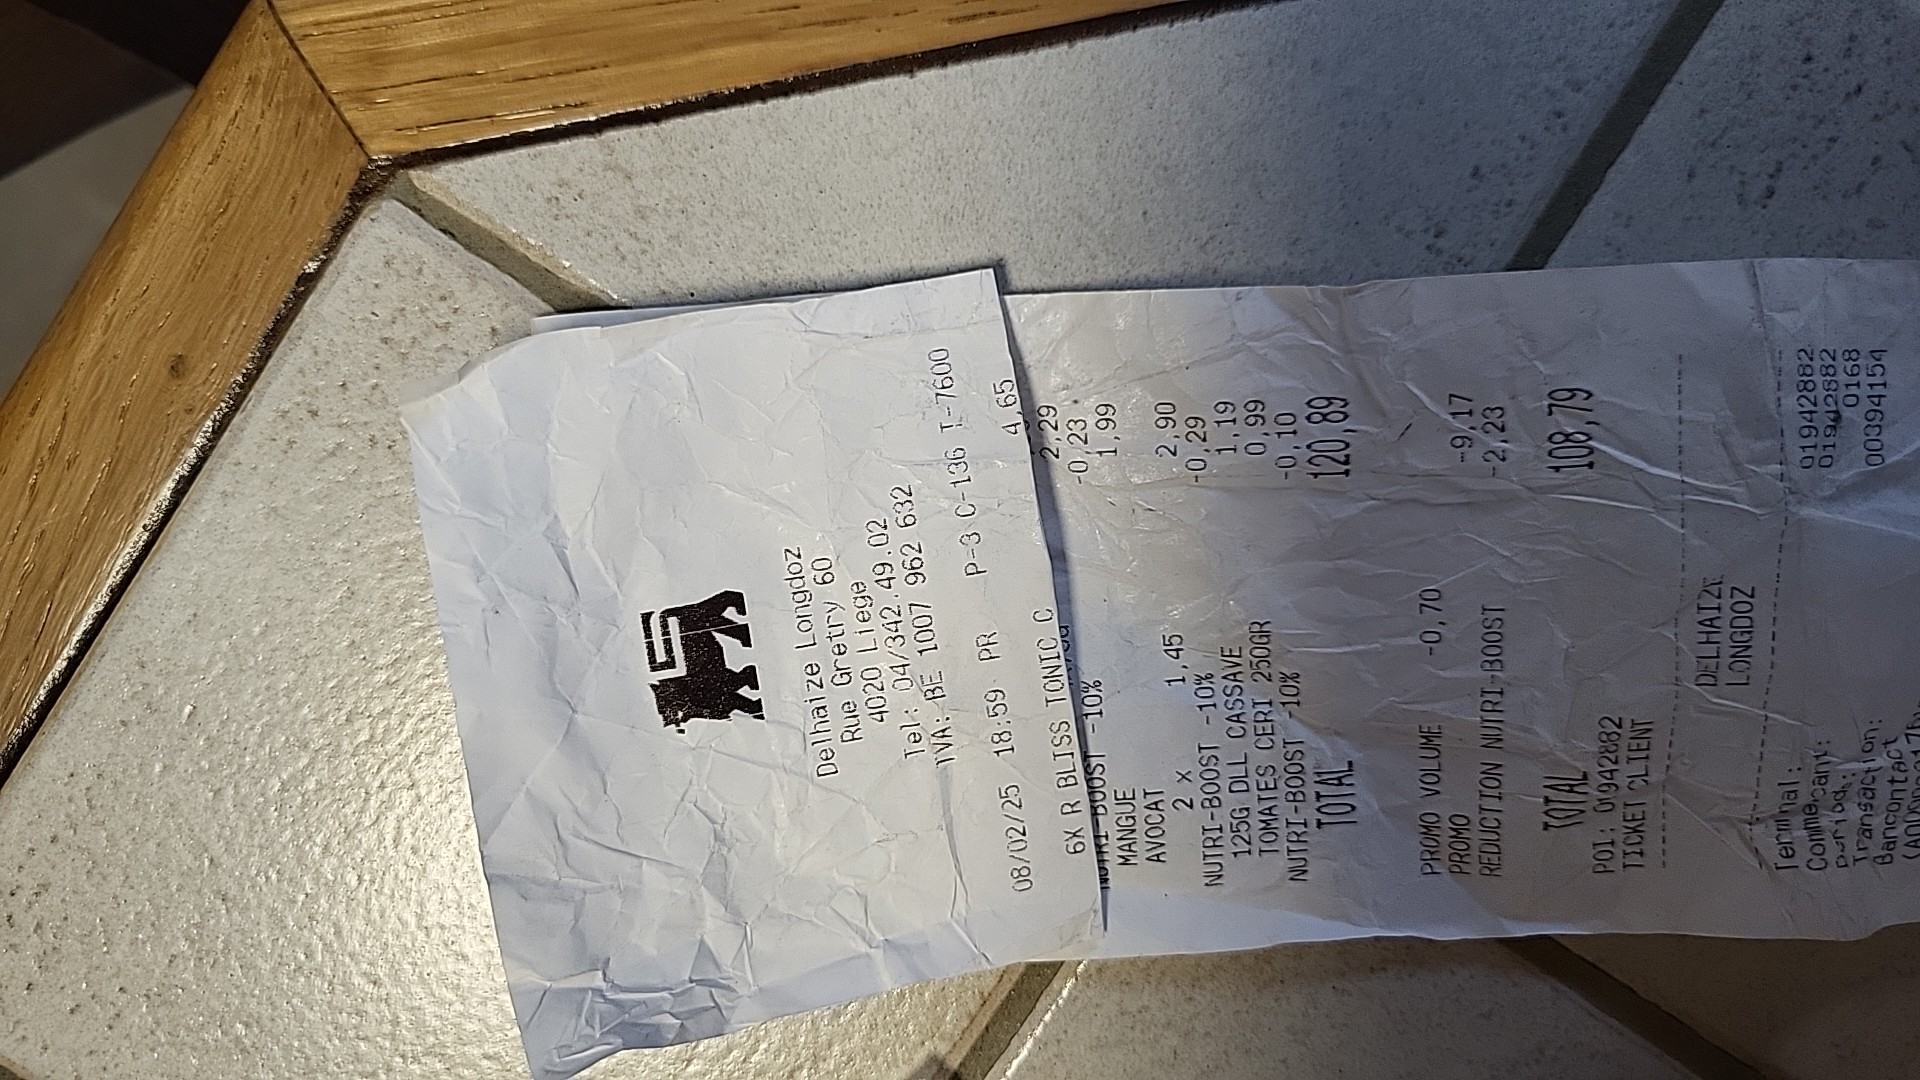 Delhaize Longdoz
Rue Gretry 60
4020 Liege
Tel: 04/342.49.02
TVA: BE 1007 962 632
08/02/25 18:59 PR P-3 C-136 T-7600
6X R BLISS TONIC C 4,65
2,29
NUTRI-BOOST -10% -0,23
MANGUE 1,99
AVOCAT
2 x 1,45 2,90
NUTRI-BOOST -10% -0,29
125G DLL CASSAVE 1,19
TOMATES CERI 250GR 0,99
NUTRI-BOOST -10% -0,10
TOTAL 120,89
PROMO VOLUME -0,70
PROMO -9,17
REDUCTION NUTRI-BOOST -2,23
TOTAL 108,79
POI: 01942882
TICKET CLIENT
DELHAIZE
LONGDOZ
Terminal: 01942882
Commerçant: 01942882
Period.: 0168
Transaction: 00394154
Bancontact